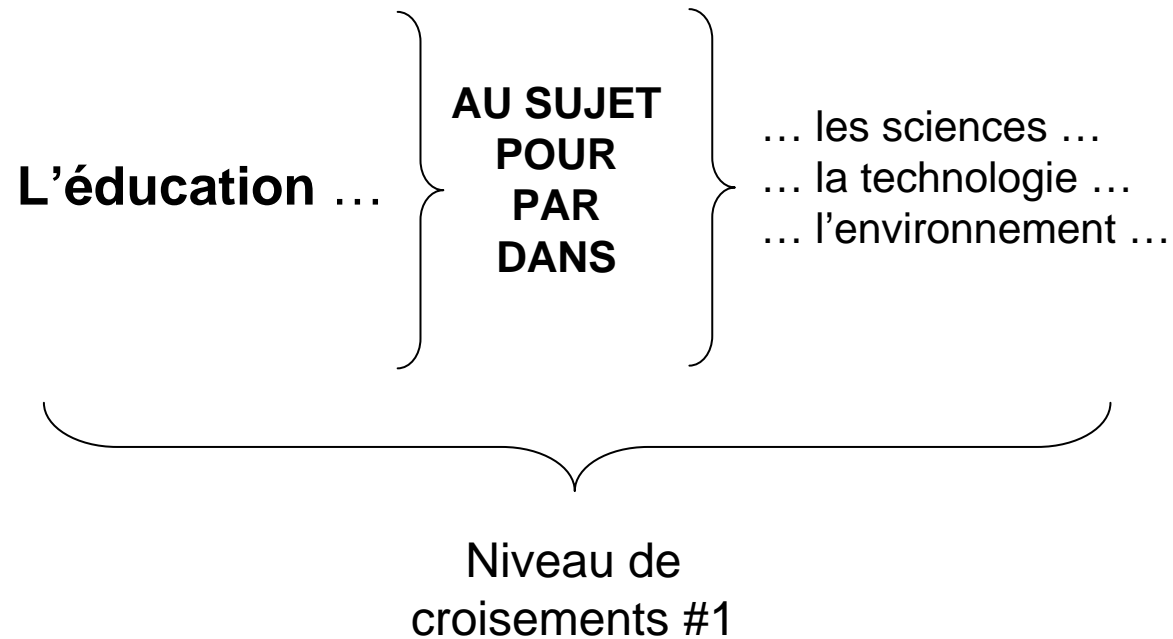 L’éducation …
AU SUJET
POUR
PAR
DANS
… les sciences …
… la technologie …
… l’environnement …
Niveau de
croisements #1